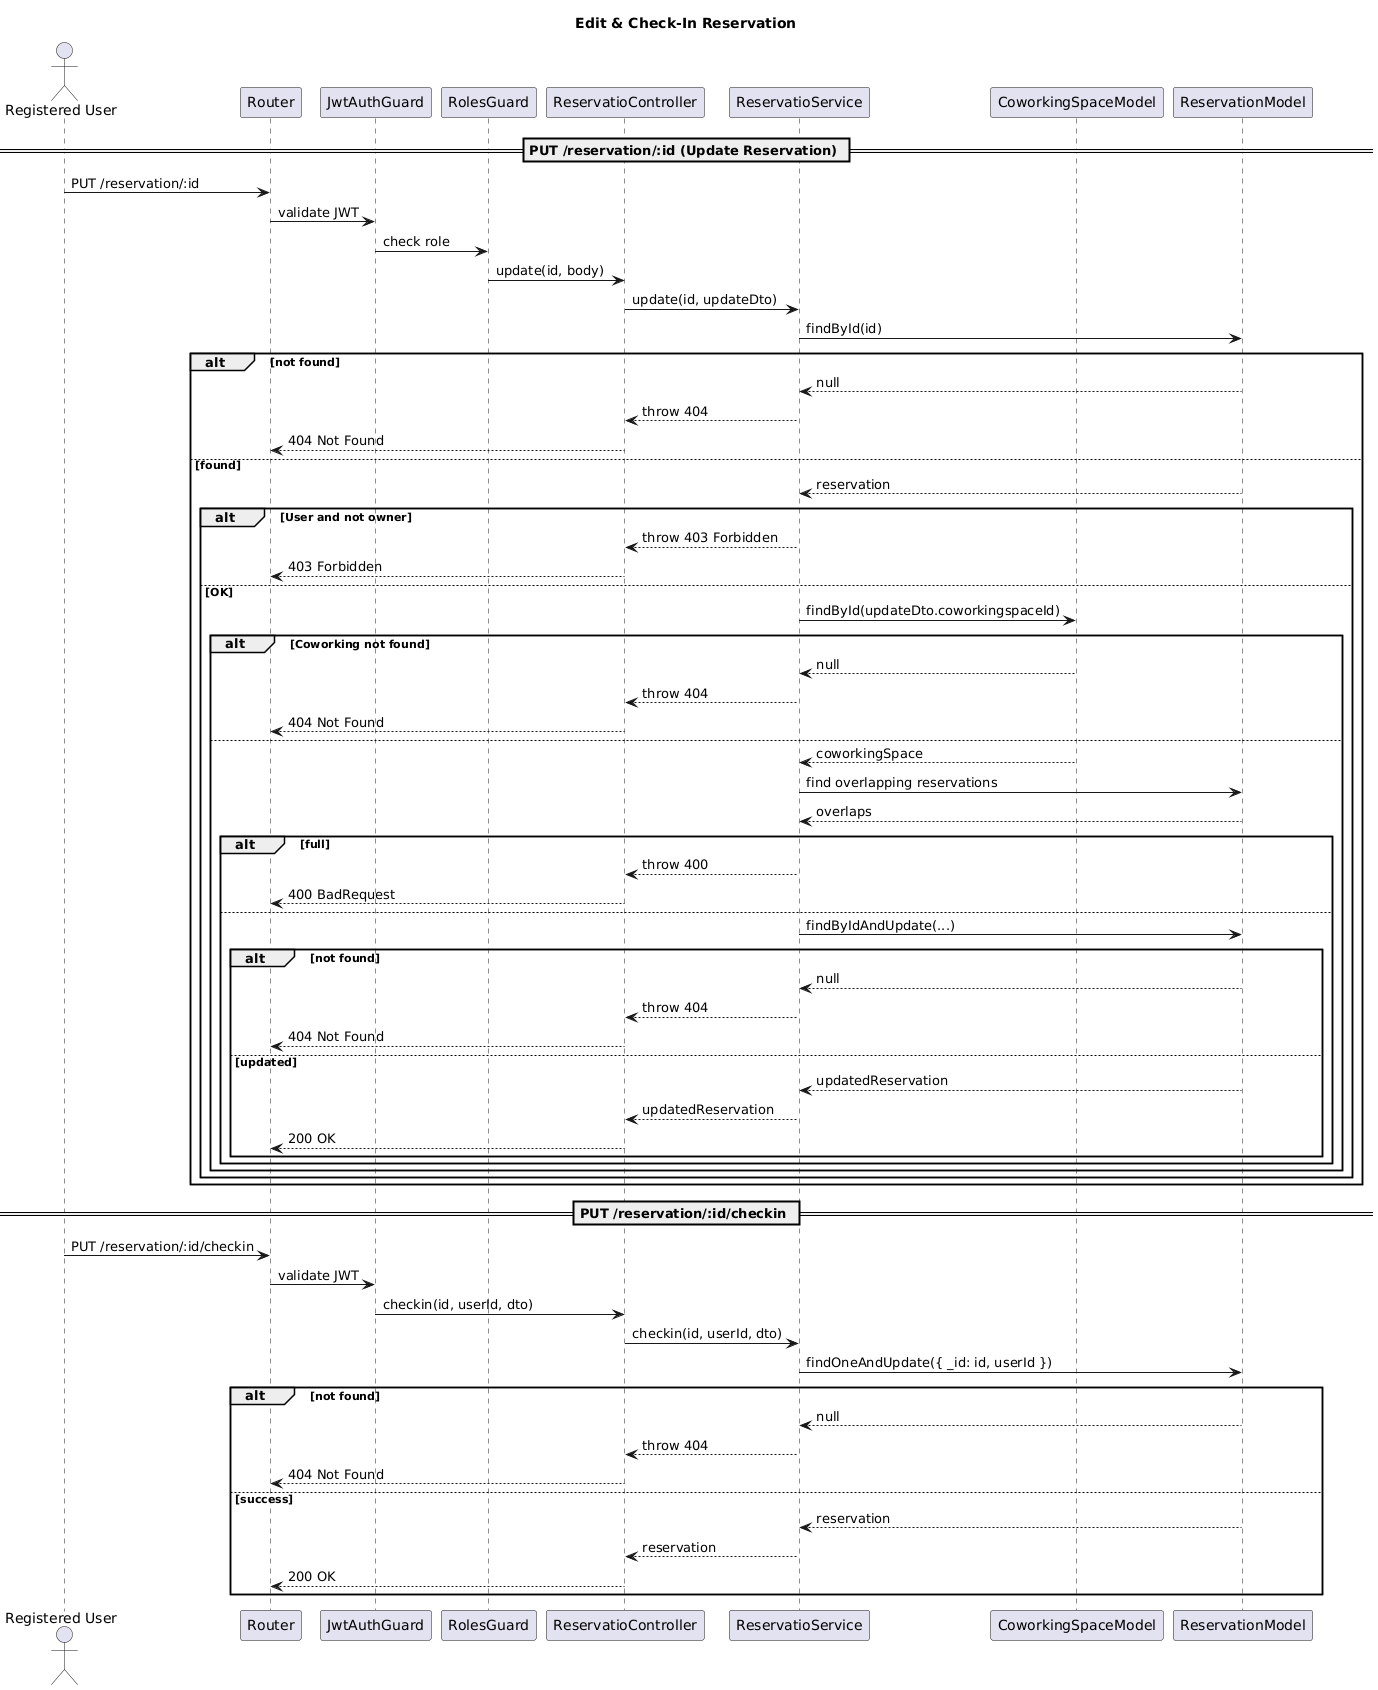 Edit & Check-In Reservation
Registered User
Router
JwtAuthGuard
RolesGuard
ReservatioController
ReservatioService
CoworkingSpaceModel
ReservationModel
PUT /reservation/:id (Update Reservation)
PUT /reservation/:id
validate JWT
check role
update(id, body)
update(id, updateDto)
findById(id)
alt [not found]
null
throw 404
404 Not Found
[found]
reservation
alt [User and not owner]
throw 403 Forbidden
403 Forbidden
[OK]
findById(updateDto.coworkingspaceId)
alt [Coworking not found]
null
throw 404
404 Not Found
coworkingSpace
find overlapping reservations
overlaps
alt [full]
throw 400
400 BadRequest
findByIdAndUpdate(...)
alt [not found]
null
throw 404
404 Not Found
[updated]
updatedReservation
updatedReservation
200 OK
PUT /reservation/:id/checkin
PUT /reservation/:id/checkin
validate JWT
checkin(id, userId, dto)
checkin(id, userId, dto)
findOneAndUpdate({ _id: id, userId })
alt [not found]
null
throw 404
404 Not Found
[success]
reservation
reservation
200 OK
Registered User
Router
JwtAuthGuard
RolesGuard
ReservatioController
ReservatioService
CoworkingSpaceModel
ReservationModel